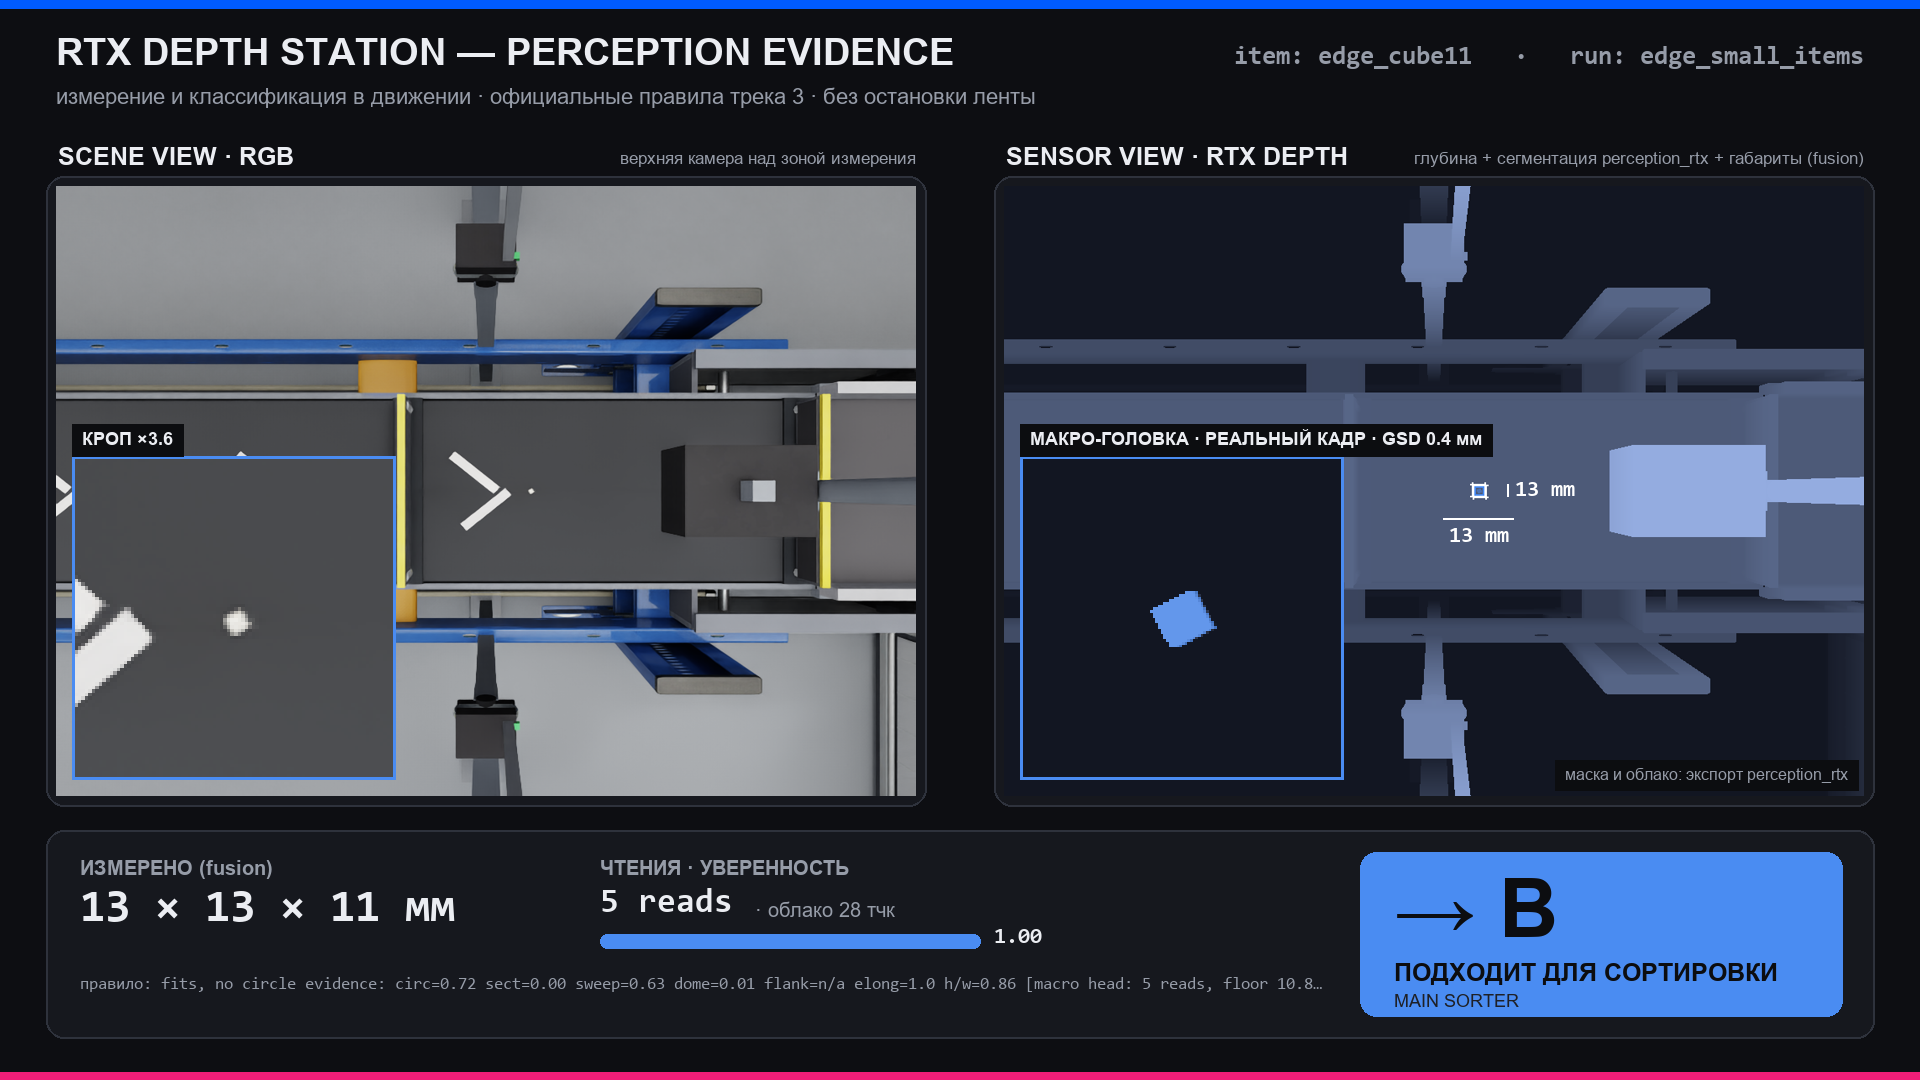 RTX DEPTH STATION — PERCEPTION EVIDENCE
item: edge_cube11 · run: edge_small_items
измерение и классификация в движении · официальные правила трека 3 · без остановки ленты
SCENE VIEW · RGB
верхняя камера над зоной измерения
SENSOR VIEW · RTX DEPTH
глубина + сегментация perception_rtx + габариты (fusion)
КРОП ×3.6
МАКРО-ГОЛОВКА · РЕАЛЬНЫЙ КАДР · GSD 0.4 мм
13 mm
13 mm
маска и облако: экспорт perception_rtx
ИЗМЕРЕНО (fusion)
13 × 13 × 11 мм
ЧТЕНИЯ · УВЕРЕННОСТЬ
5 reads · облако 28 тчк
1.00
правило: fits, no circle evidence: circ=0.72 sect=0.00 sweep=0.63 dome=0.01 flank=n/a elong=1.0 h/w=0.86 [macro head: 5 reads, floor 10.8…
→ B
ПОДХОДИТ ДЛЯ СОРТИРОВКИ
MAIN SORTER